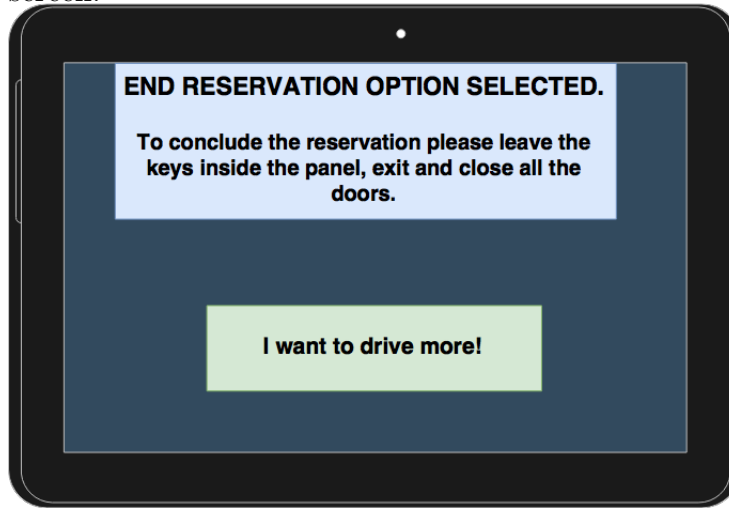 screen.
END RESERVATION OPTION SELECTED.
To conclude the reservation please leave the
keys inside the panel, exit and close all the
doors.
I want to drive more!